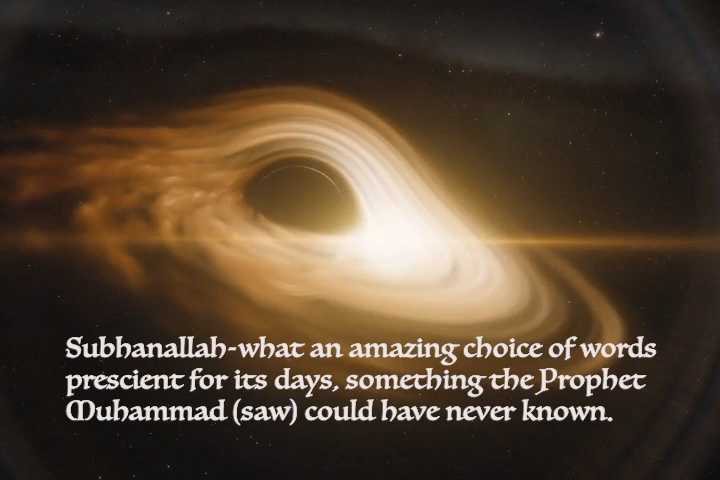 Subhanallah-what an amazing choice of words
prescient for its days, something the Prophet
Muhammad (saw) could have never known.